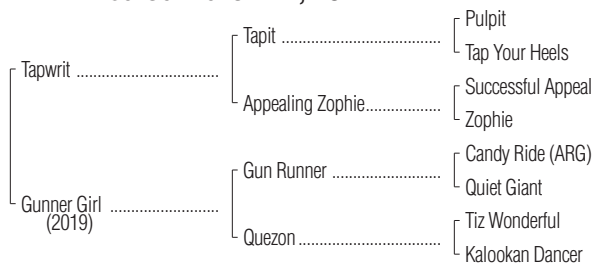 Pulpit
Tapit ................................
Tap Your Heels
Tapwrit ................................
Successful Appeal
Appealing Zophie..................
Zophie
Candy Ride (ARG)
Gun Runner ..........................
Quiet Giant
Gunner Girl ..........................
(2019)
Tiz Wonderful
Quezon..................................
Kalookan Dancer